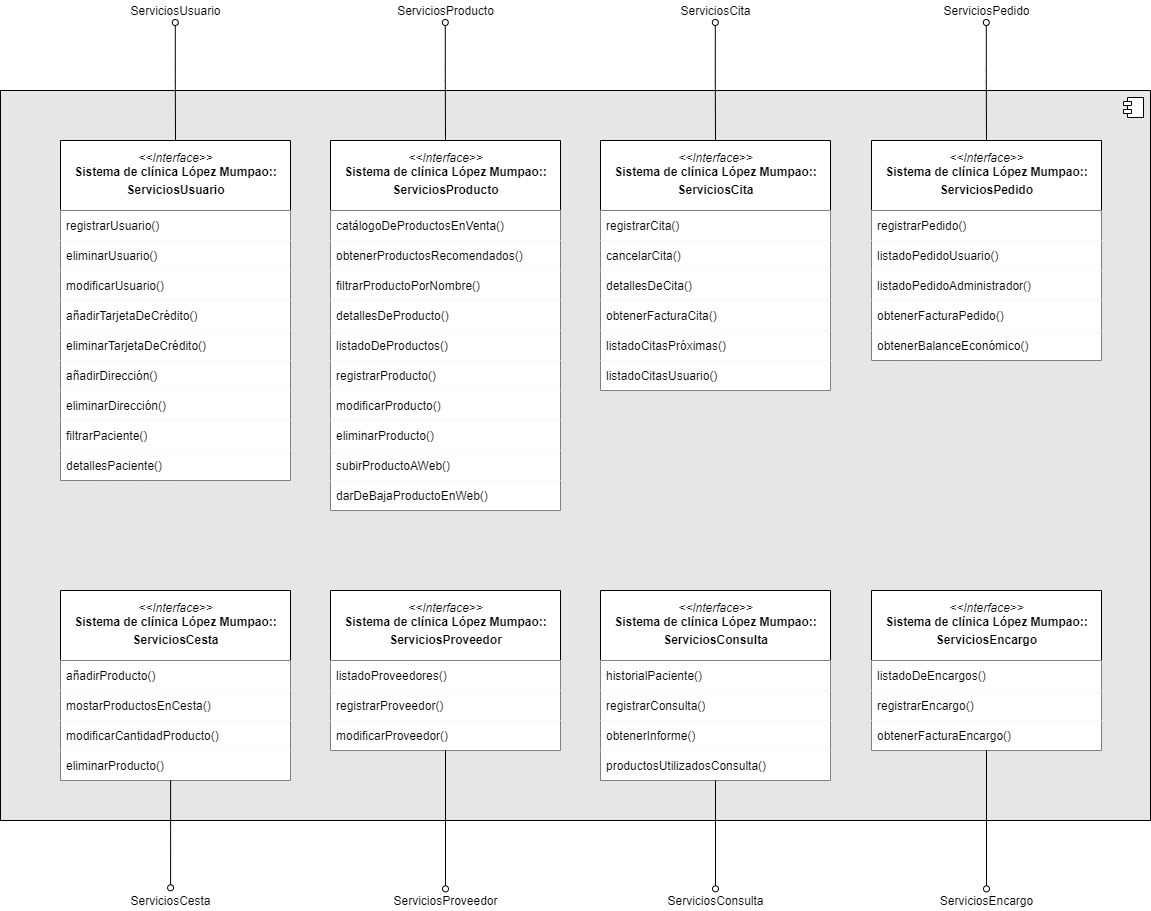 ServiciosUsuario
ServiciosProducto
ServiciosCita
ServiciosPedido
<<Interface>>
Sistema de clínica López Mumpao::
ServiciosUsuario
registrarUsuario()
eliminarUsuario()
modificarUsuario()
añadirTarjetaDeCrédito()
eliminarTarjetaDeCrédito()
añadirDirección()
eliminarDirección()
filtrarPaciente()
detallesPaciente()
<<Interface>>
Sistema de clínica López Mumpao::
ServiciosProducto
catálogoDeProductosEnVenta()
obtenerProductosRecomendados()
filtrarProductoPorNombre()
detallesDeProducto()
listadoDeProductos()
registrarProducto()
modificarProducto()
eliminarProducto()
subirProductoAWeb()
darDeBajaProductoEnWeb()
<<Interface>>
Sistema de clínica López Mumpao::
ServiciosCita
registrarCita()
cancelarCita()
detallesDeCita()
obtenerFacturaCita()
listadoCitasPróximas()
listadoCitasUsuario()
<<Interface>>
Sistema de clínica López Mumpao::
ServiciosPedido
registrarPedido()
listadoPedidoUsuario()
listadoPedidoAdministrador()
obtenerFacturaPedido()
obtenerBalanceEconómico()
<<Interface>>
Sistema de clínica López Mumpao::
ServiciosCesta
añadirProducto()
mostarProductosEnCesta()
modificarCantidadProducto()
eliminarProducto()
<<Interface>>
Sistema de clínica López Mumpao::
ServiciosProveedor
listadoProveedores()
registrarProveedor()
modificarProveedor()
<<Interface>>
Sistema de clínica López Mumpao::
ServiciosConsulta
historialPaciente()
registrarConsulta()
obtenerInforme()
productosUtilizadosConsulta()
<<Interface>>
Sistema de clínica López Mumpao::
ServiciosEncargo
listadoDeEncargos()
registrarEncargo()
obtenerFacturaEncargo()
ServiciosCesta
ServiciosProveedor
ServiciosConsulta
ServiciosEncargo